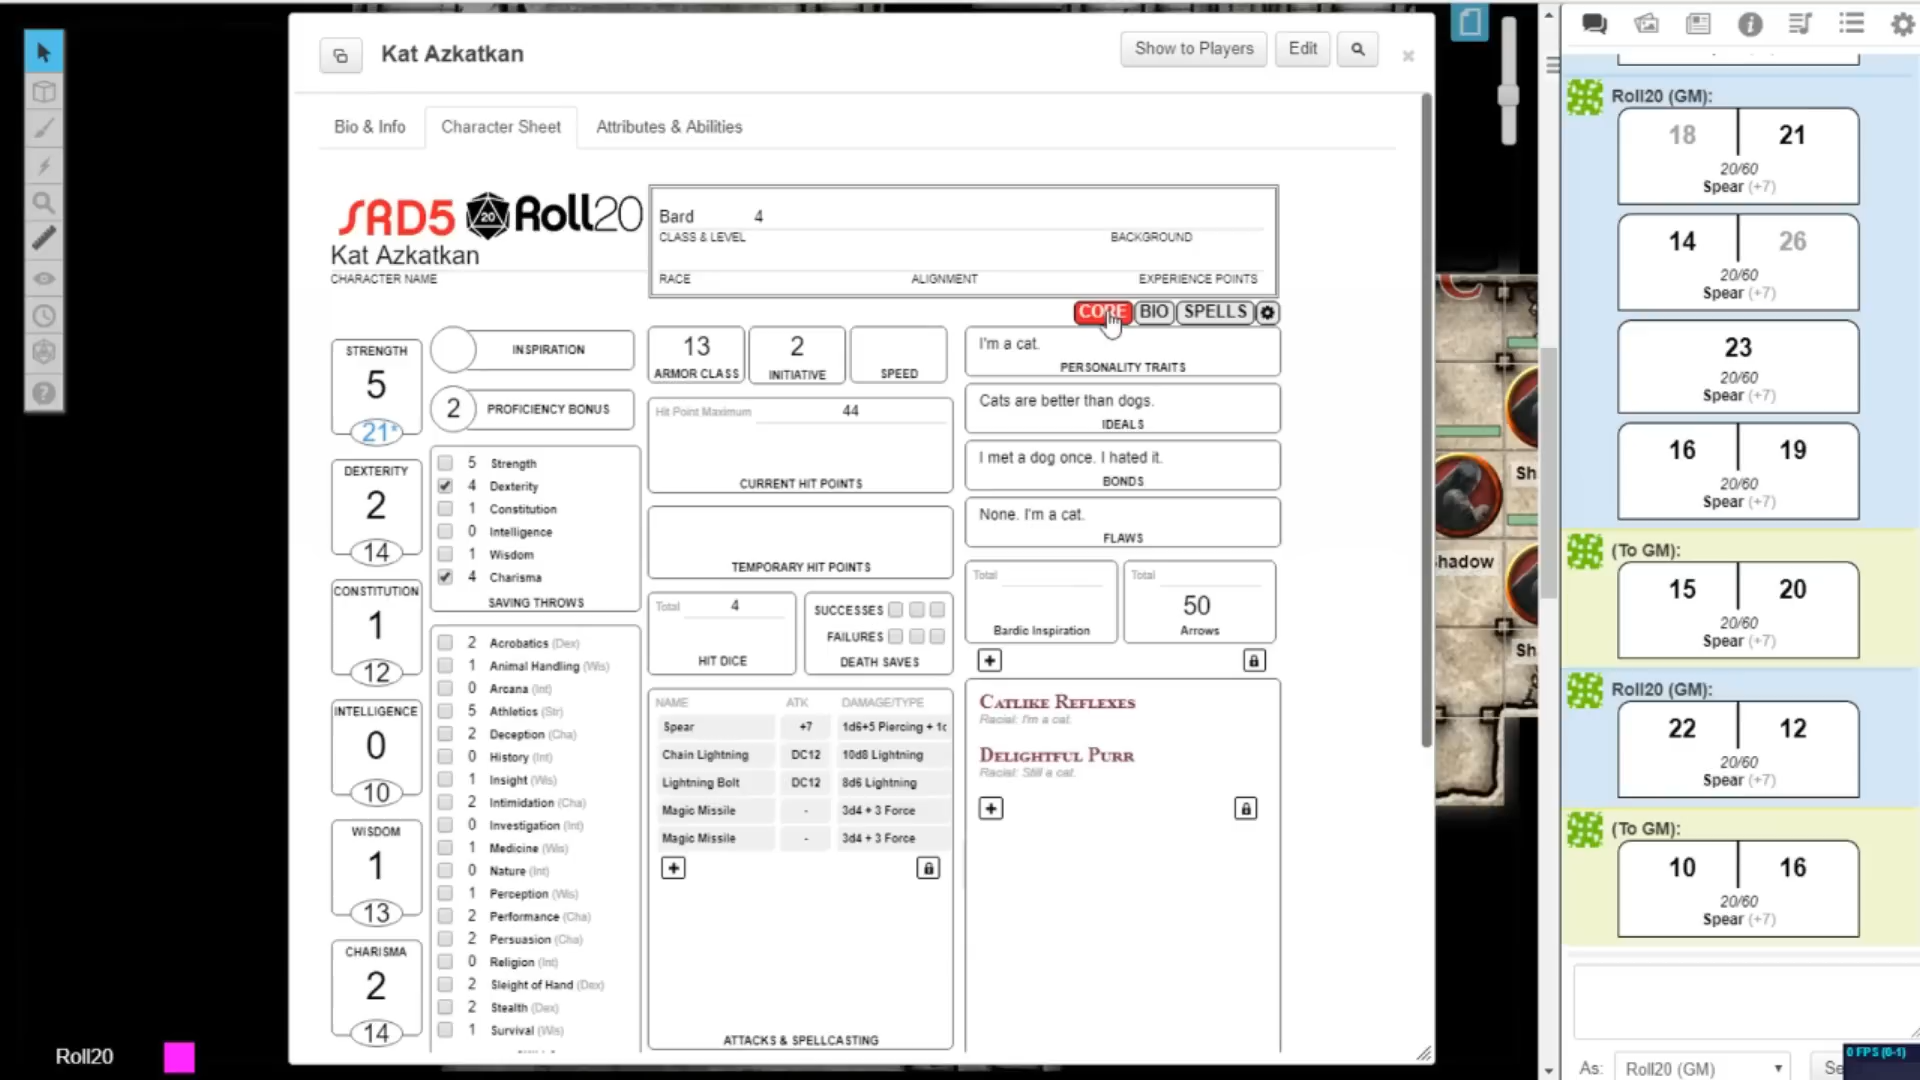 Kat Azkatkan
Show to Players
Edit
Bio & Info
Character Sheet
Attributes & Abilities
SRD5 20 Roll20
Kat Azkatkan
CHARACTER NAME
Bard 4
CLASS & LEVEL
BACKGROUND
RACE
ALIGNMENT
EXPERIENCE POINTS
CORE
BIO
SPELLS
STRENGTH
5
21*
DEXTERITY
2
14
CONSTITUTION
1
12
INTELLIGENCE
0
10
WISDOM
1
13
CHARISMA
2
14
INSPIRATION
2 PROFICIENCY BONUS
5 Strength
4 Dexterity
1 Constitution
0 Intelligence
1 Wisdom
4 Charisma
SAVING THROWS
2 Acrobatics (Dex)
1 Animal Handling (Wis)
0 Arcana (Int)
5 Athletics (Str)
2 Deception (Cha)
0 History (Int)
1 Insight (Wis)
2 Intimidation (Cha)
0 Investigation (Int)
1 Medicine (Wis)
0 Nature (Int)
1 Perception (Wis)
2 Performance (Cha)
2 Persuasion (Cha)
0 Religion (Int)
2 Sleight of Hand (Dex)
2 Stealth (Dex)
1 Survival (Wis)
13
ARMOR CLASS
2
INITIATIVE
SPEED
Hit Point Maximum 44
CURRENT HIT POINTS
TEMPORARY HIT POINTS
Total 4
HIT DICE
SUCCESSES
FAILURES
DEATH SAVES
NAME ATK DAMAGE/TYPE
Spear +7 1d6+5 Piercing + 1d
Chain Lightning DC12 10d8 Lightning
Lightning Bolt DC12 8d6 Lightning
Magic Missile - 3d4 + 3 Force
Magic Missile - 3d4 + 3 Force
ATTACKS & SPELLCASTING
I'm a cat.
PERSONALITY TRAITS
Cats are better than dogs.
IDEALS
I met a dog once. I hated it.
BONDS
None. I'm a cat.
FLAWS
Total
Bardic Inspiration
Total
50
Arrows
CATLIKE REFLEXES
Racial: I'm a cat.
DELIGHTFUL PURR
Racial: Still a cat.
Sh
hadow
Sh
Roll20 (GM):
18 21
20/60
Spear (+7)
14 26
20/60
Spear (+7)
23
20/60
Spear (+7)
16 19
20/60
Spear (+7)
(To GM):
15 20
20/60
Spear (+7)
Roll20 (GM):
22 12
20/60
Spear (+7)
(To GM):
10 16
20/60
Spear (+7)
As: Roll20 (GM)
Se
0 FPS (0-1)
Roll20